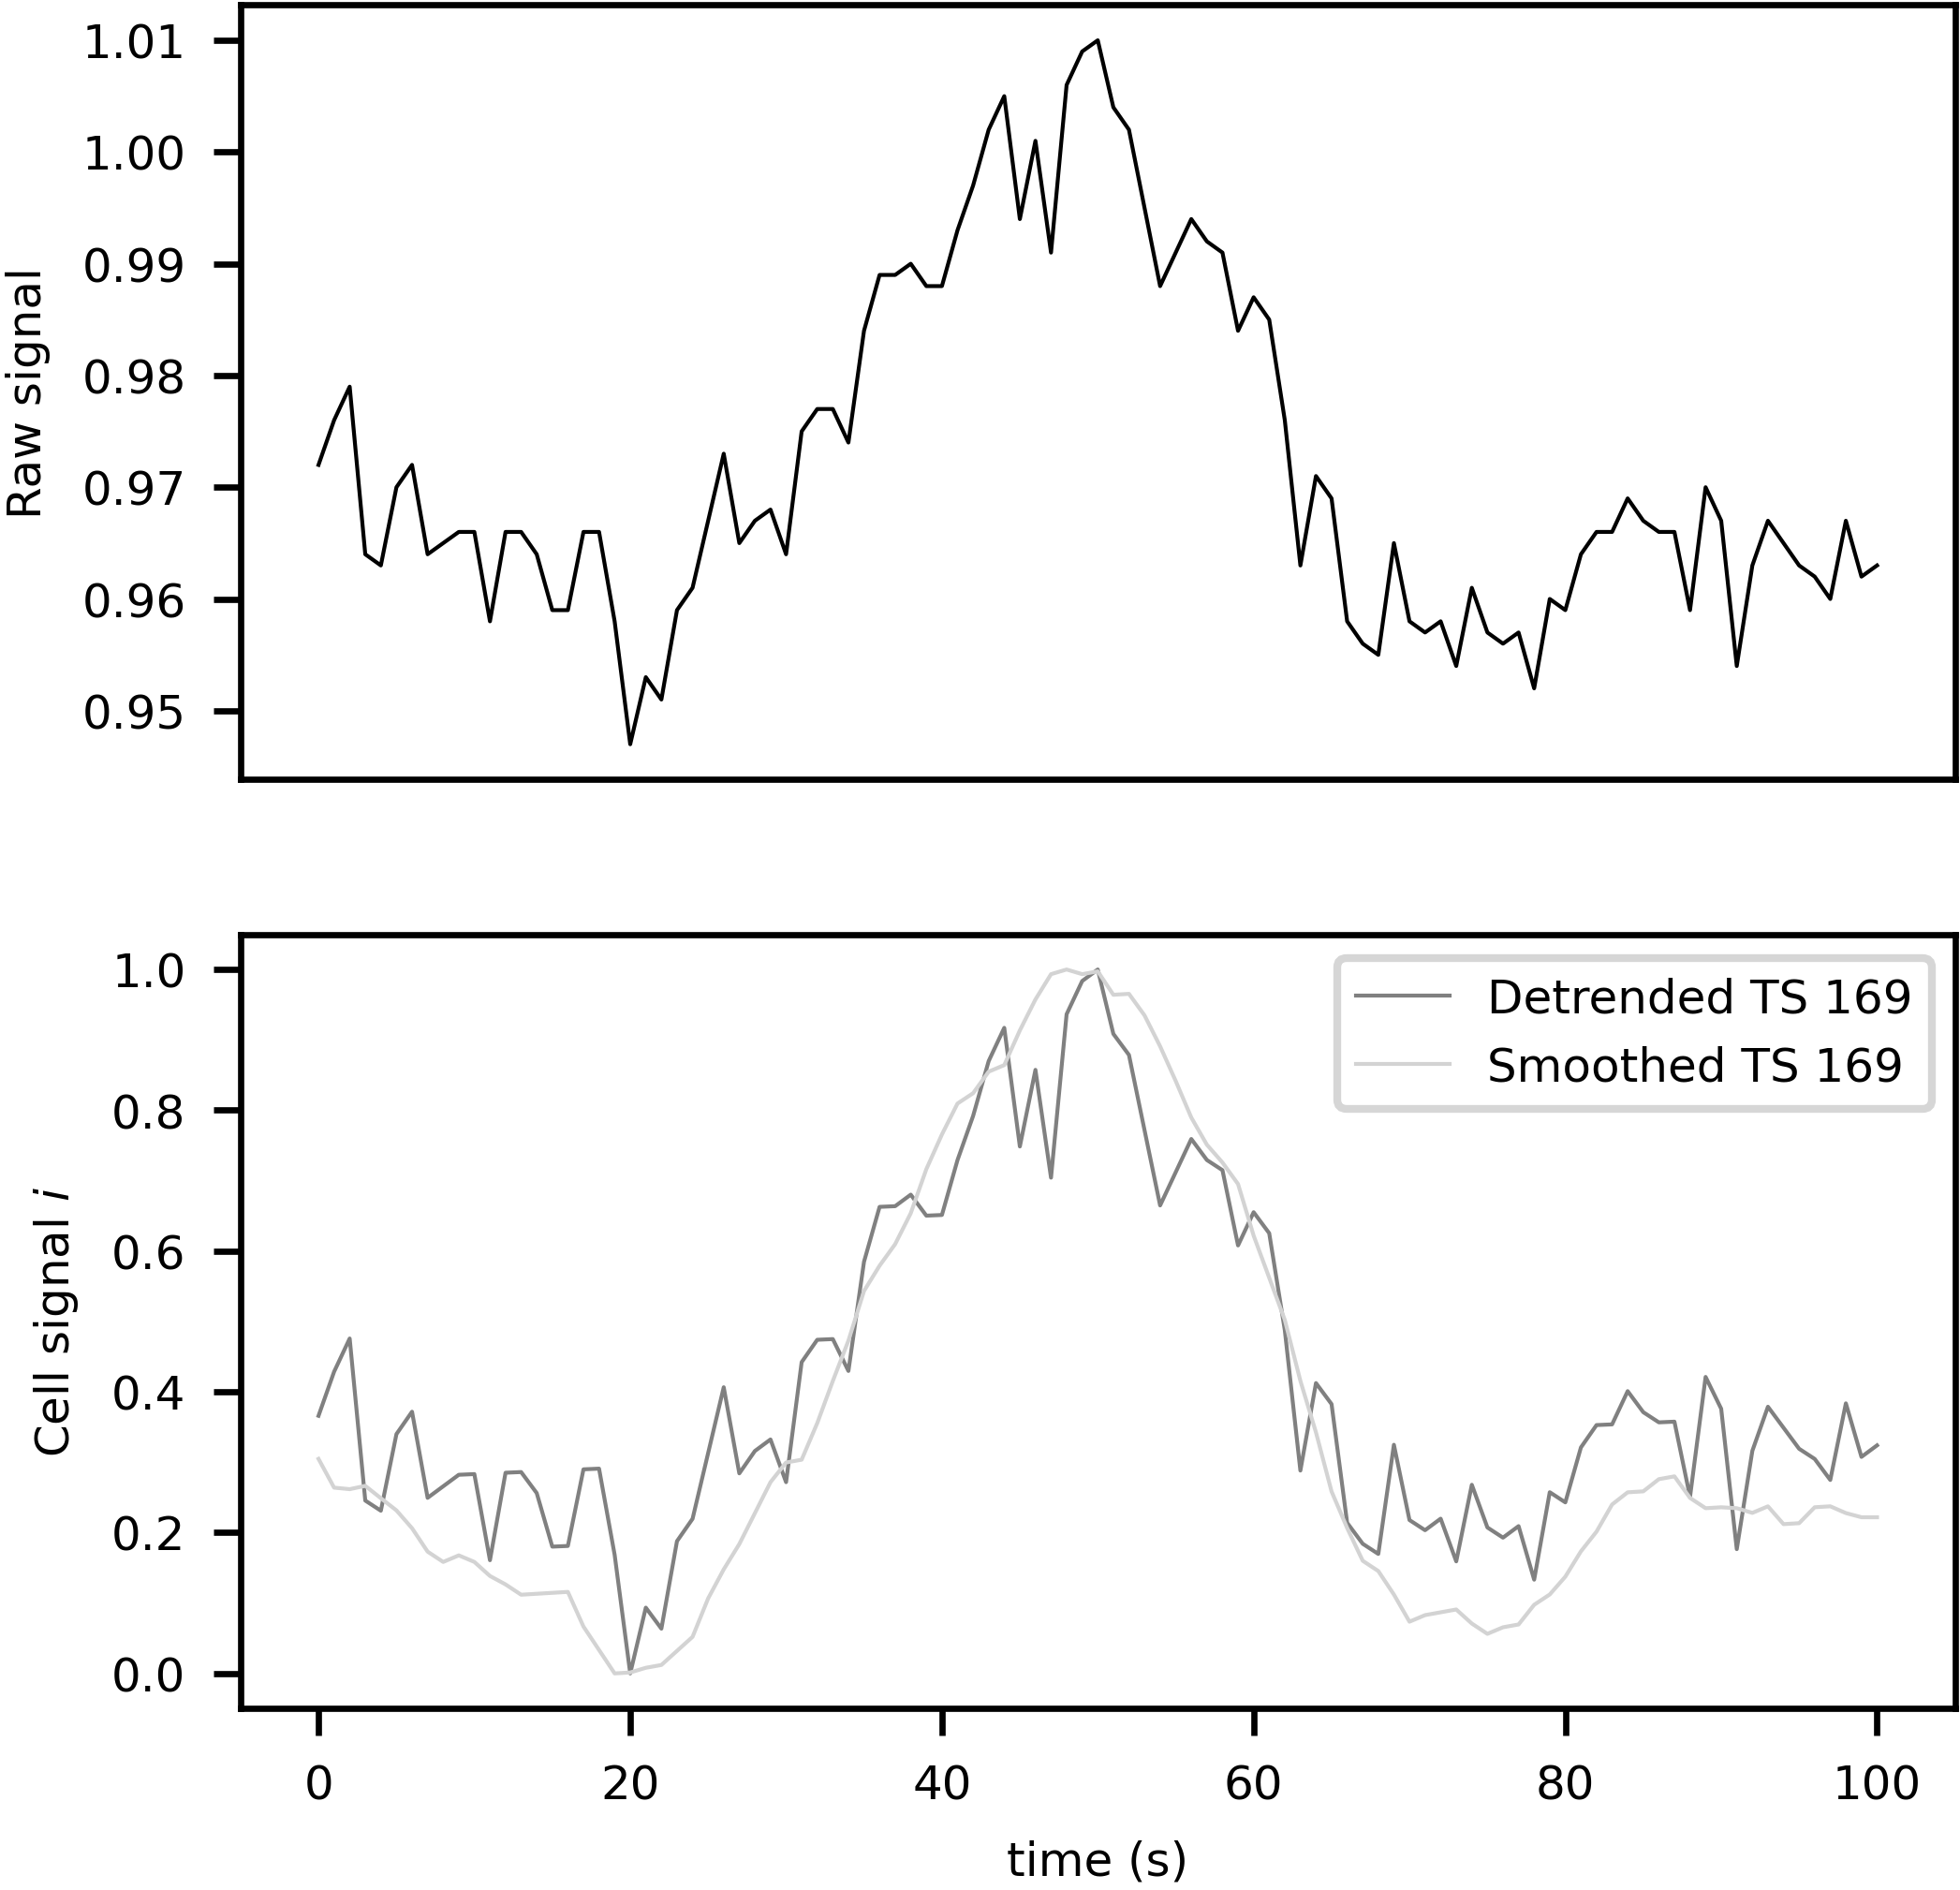 Raw signal
1.01
1.00
0.99
0.98
0.97
0.96
0.95
Cell signal i
1.0
0.8
0.6
0.4
0.2
0.0
Detrended TS 169
Smoothed TS 169
0 20 40 60 80 100
time (s)